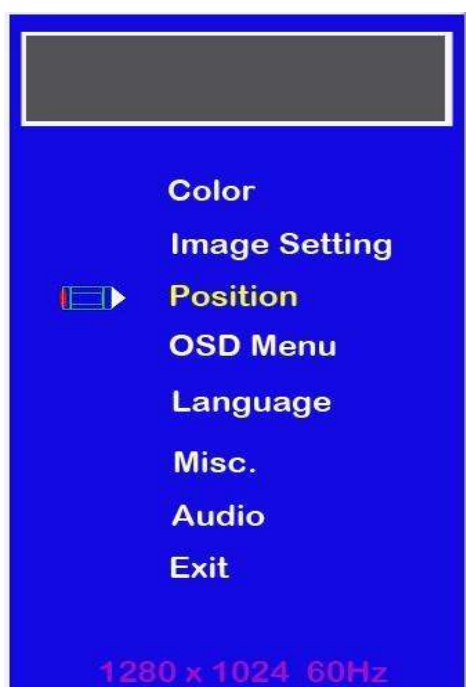 Color
Image Setting
Position
OSD Menu
Language
Misc.
Audio
Exit
1280 x 1024 60Hz